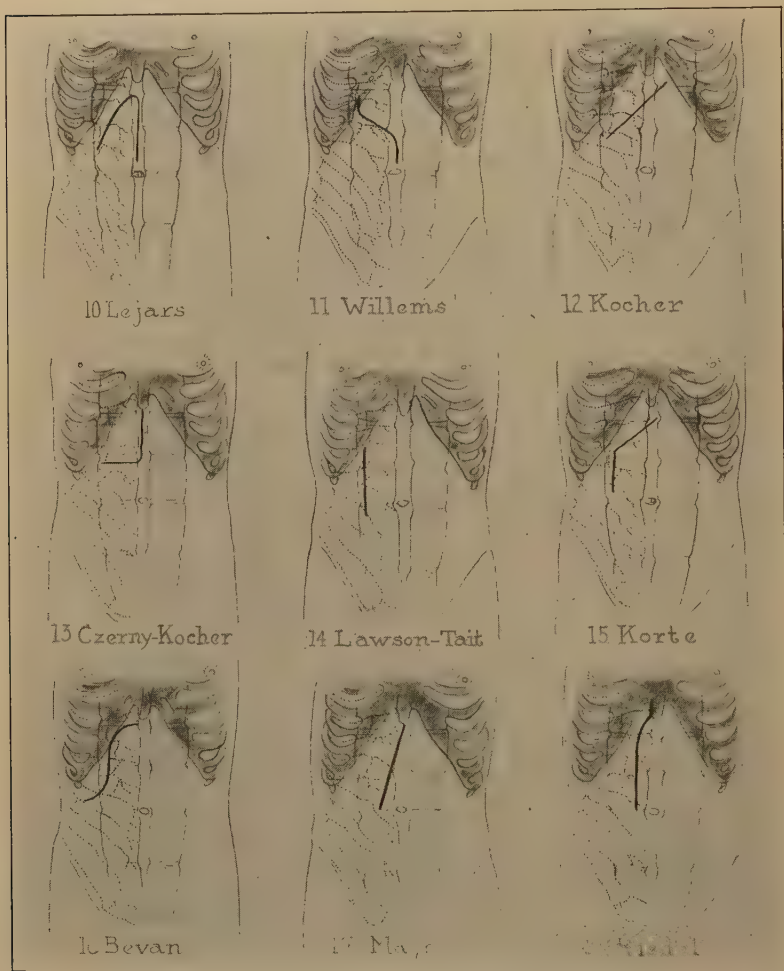 10 Lejars
11 Willems
12 Kocher
13 Czerny-Kocher
14 Lawson-Tait
15 Korte
Bevan